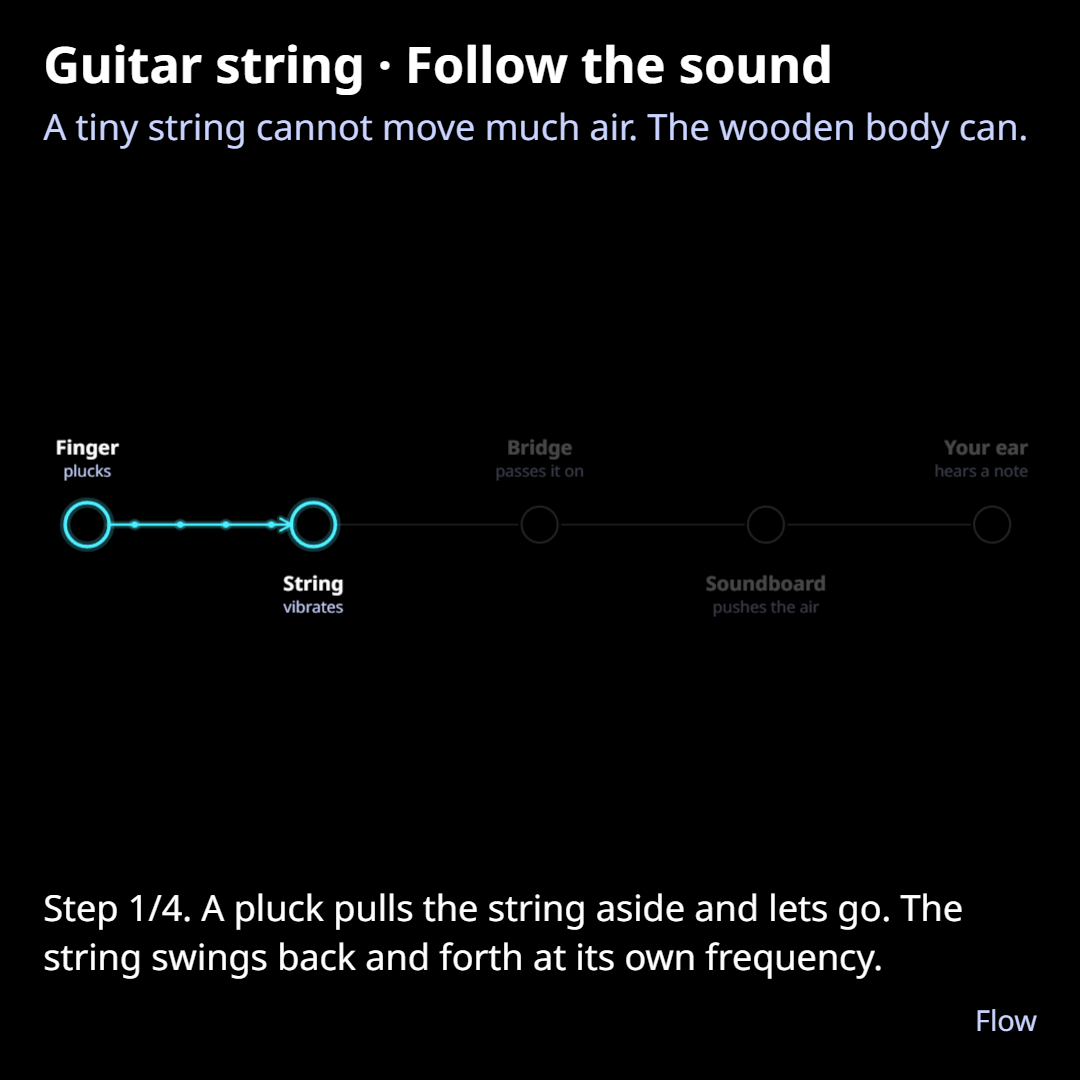 Guitar string · Follow the sound
A tiny string cannot move much air. The wooden body can.
Finger
plucks
Bridge
passes it on
Your ear
hears a note
String
vibrates
Soundboard
pushes the air
Step 1/4. A pluck pulls the string aside and lets go. The
string swings back and forth at its own frequency.
Flow